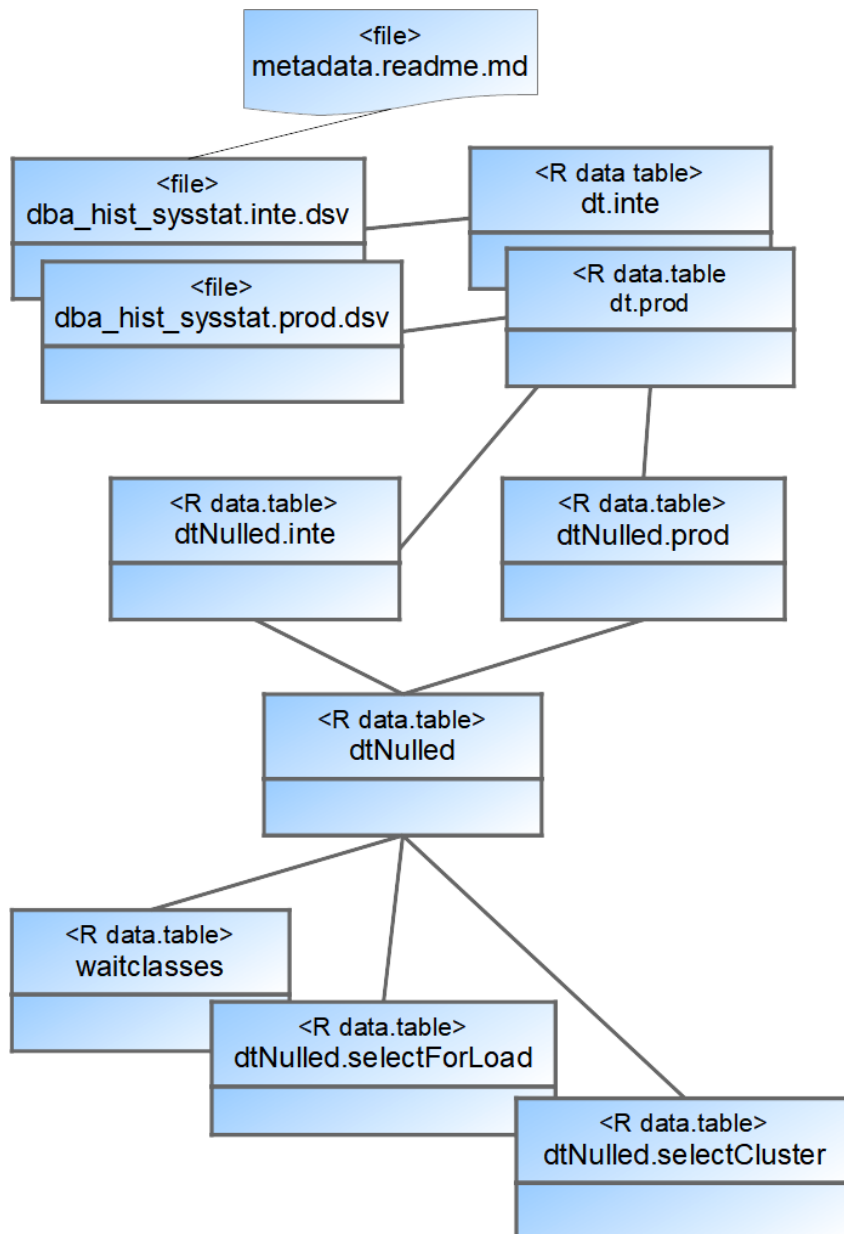 <file>
metadata.readme.md
<file>
dba_hist_sysstat.inte.dsv
<R data table>
dt.inte
<file>
dba_hist_sysstat.prod.dsv
<R data.table
dt.prod
<R data.table>
dtNulled.inte
<R data.table>
dtNulled.prod
<R data.table>
dtNulled
<R data.table>
waitclasses
<R data.table>
dtNulled.selectForLoad
<R data.table>
dtNulled.selectCluster